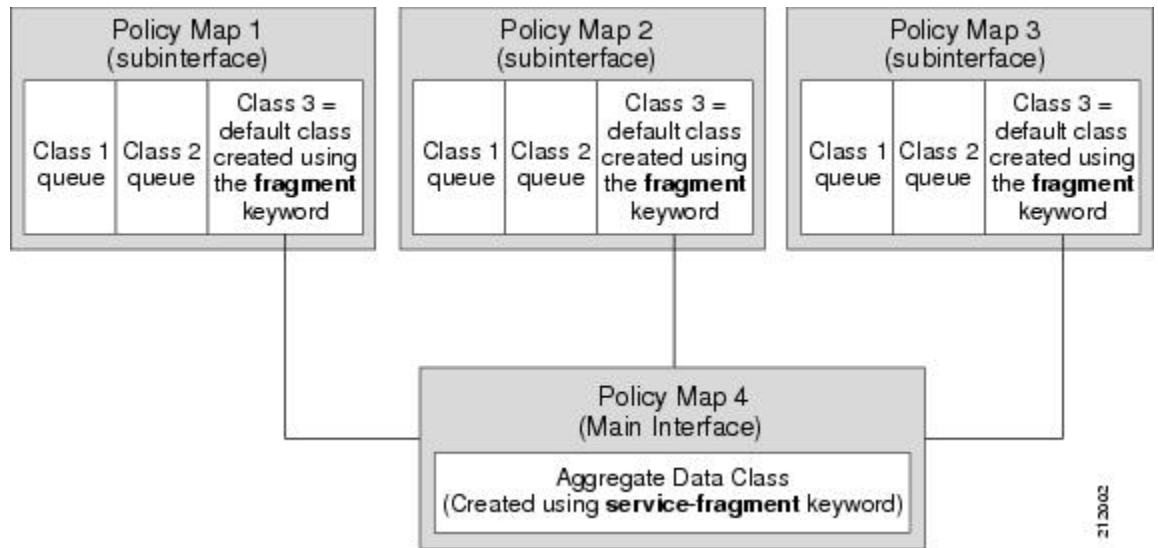 Policy Map 1
(subinterface)
Class 1
queue
Class 2
queue
Class 3 =
default class
created using
the fragment
keyword
Policy Map 2
(subinterface)
Class 1
queue
Class 2
queue
Class 3 =
default class
created using
the fragment
keyword
Policy Map 3
(subinterface)
Class 1
queue
Class 2
queue
Class 3 =
default class
created using
the fragment
keyword
Policy Map 4
(Main Interface)
Aggregate Data Class
(Created using service-fragment keyword)
212002